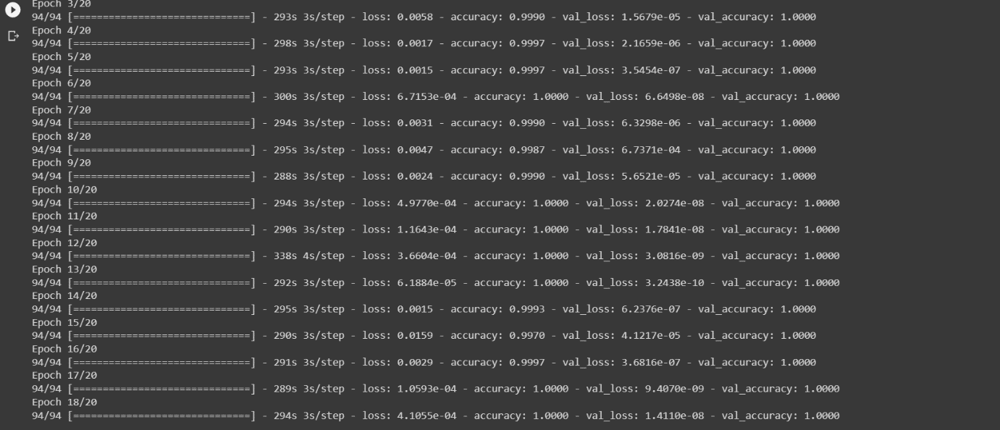 Epoch 3/20
94/94 [==============================] - 293s 3s/step - loss: 0.0058 - accuracy: 0.9990 - val_loss: 1.5679e-05 - val_accuracy: 1.0000
Epoch 4/20
94/94 [==============================] - 298s 3s/step - loss: 0.0017 - accuracy: 0.9997 - val_loss: 2.1659e-06 - val_accuracy: 1.0000
Epoch 5/20
94/94 [==============================] - 293s 3s/step - loss: 0.0015 - accuracy: 0.9997 - val_loss: 3.5454e-07 - val_accuracy: 1.0000
Epoch 6/20
94/94 [==============================] - 300s 3s/step - loss: 6.7153e-04 - accuracy: 1.0000 - val_loss: 6.6498e-08 - val_accuracy: 1.0000
Epoch 7/20
94/94 [==============================] - 294s 3s/step - loss: 0.0031 - accuracy: 0.9990 - val_loss: 6.3298e-06 - val_accuracy: 1.0000
Epoch 8/20
94/94 [==============================] - 295s 3s/step - loss: 0.0047 - accuracy: 0.9987 - val_loss: 6.7371e-04 - val_accuracy: 1.0000
Epoch 9/20
94/94 [==============================] - 288s 3s/step - loss: 0.0024 - accuracy: 0.9990 - val_loss: 5.6521e-05 - val_accuracy: 1.0000
Epoch 10/20
94/94 [==============================] - 294s 3s/step - loss: 4.9770e-04 - accuracy: 1.0000 - val_loss: 2.0274e-08 - val_accuracy: 1.0000
Epoch 11/20
94/94 [==============================] - 290s 3s/step - loss: 1.1643e-04 - accuracy: 1.0000 - val_loss: 1.7841e-08 - val_accuracy: 1.0000
Epoch 12/20
94/94 [==============================] - 338s 4s/step - loss: 3.6604e-04 - accuracy: 1.0000 - val_loss: 3.0816e-09 - val_accuracy: 1.0000
Epoch 13/20
94/94 [==============================] - 292s 3s/step - loss: 6.1884e-05 - accuracy: 1.0000 - val_loss: 3.2438e-10 - val_accuracy: 1.0000
Epoch 14/20
94/94 [==============================] - 295s 3s/step - loss: 0.0015 - accuracy: 0.9993 - val_loss: 6.2376e-07 - val_accuracy: 1.0000
Epoch 15/20
94/94 [==============================] - 290s 3s/step - loss: 0.0159 - accuracy: 0.9970 - val_loss: 4.1217e-05 - val_accuracy: 1.0000
Epoch 16/20
94/94 [==============================] - 291s 3s/step - loss: 0.0029 - accuracy: 0.9997 - val_loss: 3.6816e-07 - val_accuracy: 1.0000
Epoch 17/20
94/94 [==============================] - 289s 3s/step - loss: 1.0593e-04 - accuracy: 1.0000 - val_loss: 9.4070e-09 - val_accuracy: 1.0000
Epoch 18/20
94/94 [==============================] - 294s 3s/step - loss: 4.1055e-04 - accuracy: 1.0000 - val_loss: 1.4110e-08 - val_accuracy: 1.0000